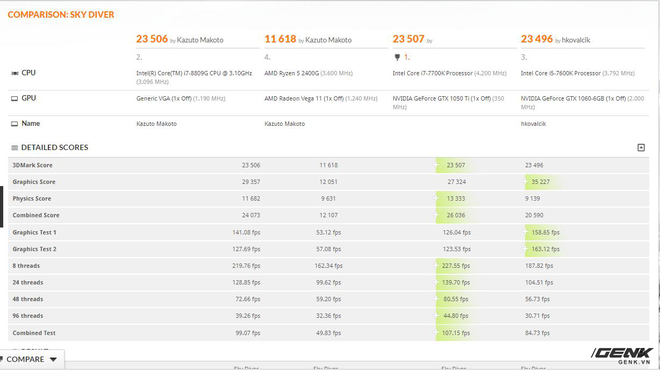 COMPARISON: SKY DIVER
23 506 by Kazuto Makoto 11 618 by Kazuto Makoto 23 507 by 23 496 by hkovalcik
2. 4. 1. 3.
CPU Intel(R) Core(TM) i7-8809G CPU @ 3.10GHz AMD Ryzen 5 2400G (3,600 MHz) Intel Core i7-7700K Processor (4,200 MHz) Intel Core i5-7600K Processor (3,792 MHz)
(3,096 MHz)
GPU Generic VGA (1x Off) (1,190 MHz) AMD Radeon Vega 11 (1x Off) (1,240 MHz) NVIDIA GeForce GTX 1050 Ti (1x Off) (350 NVIDIA GeForce GTX 1060-6GB (1x Off) (2,000
MHz) MHz)
Name Kazuto Makoto Kazuto Makoto hkovalcik
DETAILED SCORES
3DMark Score 23 506 11 618 23 507 23 496
Graphics Score 29 357 12 051 27 324 35 227
Physics Score 11 682 9 631 13 333 9 139
Combined Score 24 073 12 107 26 036 20 590
Graphics Test 1 141.08 fps 53.12 fps 126.04 fps 158.65 fps
Graphics Test 2 127.69 fps 57.08 fps 123.53 fps 163.12 fps
8 threads 219.76 fps 162.34 fps 227.55 fps 187.82 fps
24 threads 128.85 fps 99.62 fps 139.70 fps 104.51 fps
48 threads 72.66 fps 59.20 fps 80.55 fps 56.73 fps
96 threads 39.26 fps 32.36 fps 44.80 fps 30.71 fps
Combined Test 99.07 fps 49.83 fps 107.15 fps 84.73 fps
COMPARE
GENK
GENK.VN